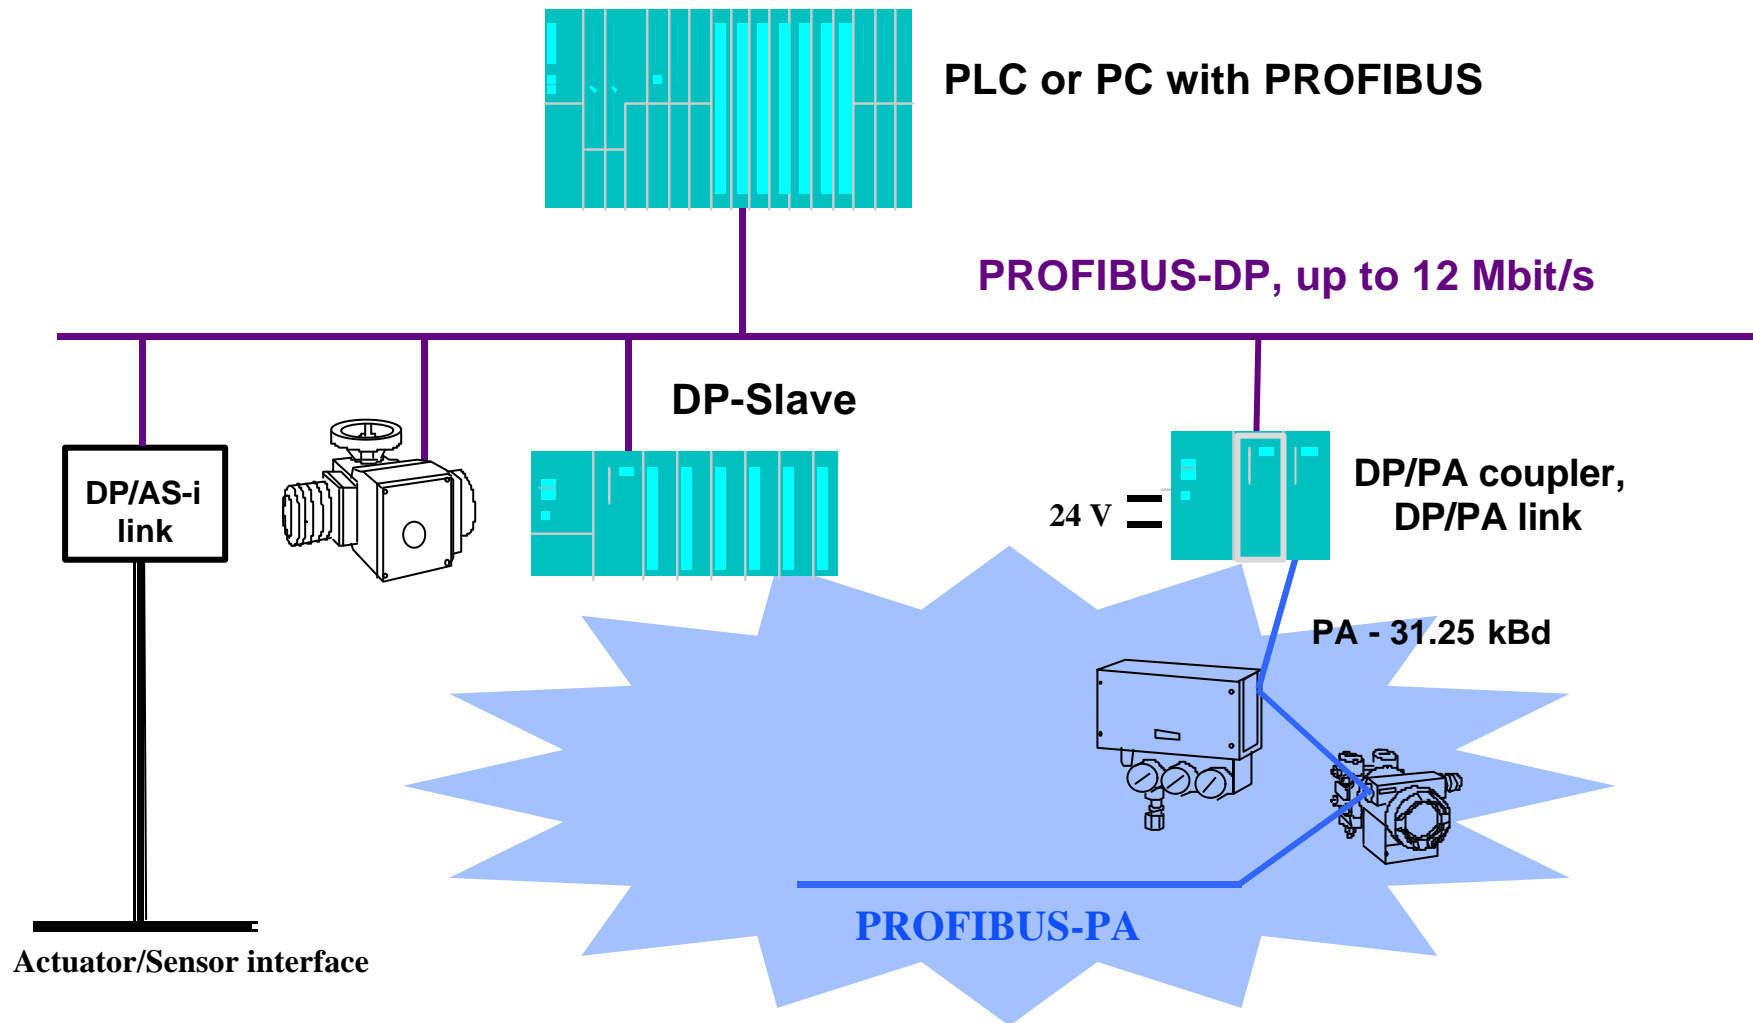 PLC or PC with PROFIBUS
PROFIBUS-DP, up to 12 Mbit/s
DP-Slave
DP/AS-i
link
24 V
DP/PA coupler,
DP/PA link
PA - 31.25 kBd
PROFIBUS-PA
Actuator/Sensor interface